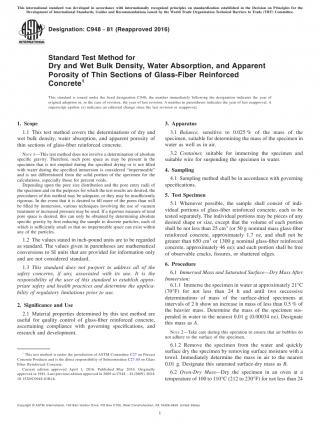 This international standard was developed in accordance with internationally recognized principles on standardization established in the Decision on Principles for the
Development of International Standards, Guides and Recommendations issued by the World Trade Organization Technical Barriers to Trade (TBT) Committee.
Designation: C948 − 81 (Reapproved 2016)
Standard Test Method for
Dry and Wet Bulk Density, Water Absorption, and Apparent
Porosity of Thin Sections of Glass-Fiber Reinforced
Concrete1
This standard is issued under the fixed designation C948; the number immediately following the designation indicates the year of
original adoption or, in the case of revision, the year of last revision. A number in parentheses indicates the year of last reapproval. A
superscript epsilon (ε) indicates an editorial change since the last revision or reapproval.
1. Scope
1.1 This test method covers the determinations of dry and
wet bulk density, water absorption, and apparent porosity of
thin sections of glass-fiber reinforced concrete.
NOTE 1—This test method does not involve a determination of absolute
specific gravity. Therefore, such pore space as may be present in the
specimen that is not emptied during the specified drying or is not filled
with water during the specified immersion is considered "impermeable"
and is not differentiated from the solid portion of the specimen for the
calculations, especially those for percent voids.
Depending upon the pore size distribution and the pore entry radii of
the specimen and on the purposes for which the test results are desired, the
procedures of this method may be adequate, or they may be insufficiently
rigorous. In the event that it is desired to fill more of the pores than will
be filled by immersion, various techniques involving the use of vacuum
treatment or increased pressure may be used. If a rigorous measure of total
pore space is desired, this can only be obtained by determining absolute
specific gravity by first reducing the sample to discrete particles, each of
which is sufficiently small so that no impermeable space can exist within
any of the particles.
1.2 The values stated in inch-pound units are to be regarded
as standard. The values given in parentheses are mathematical
conversions to SI units that are provided for information only
and are not considered standard.
1.3 This standard does not purport to address all of the
safety concerns, if any, associated with its use. It is the
responsibility of the user of this standard to establish appro-
priate safety and health practices and determine the applica-
bility of regulatory limitations prior to use.
2. Significance and Use
2.1 Material properties determined by this test method are
useful for quality control of glass-fiber reinforced concrete,
ascertaining compliance with governing specifications, and
research and development.
1 This test method is under the jurisdiction of ASTM Committee C27 on Precast
Concrete Products and is the direct responsibility of Subcommittee C27.40 on Glass
Fiber Reinforced Concrete.
Current edition approved April 1, 2016. Published May 2016. Originally
approved in 1981. Last previous edition approved in 2009 as C948 – 81 (2009). DOI:
10.1520/C0948-81R16.
3. Apparatus
3.1 Balance, sensitive to 0.025 % of the mass of the
specimen, suitable for determining the mass of the specimen in
water as well as in air.
3.2 Container, suitable for immersing the specimen and
suitable wire for suspending the specimen in water.
4. Sampling
4.1 Sampling method shall be in accordance with governing
specifications.
5. Test Specimen
5.1 Whenever possible, the sample shall consist of indi-
vidual portions of glass-fiber reinforced concrete, each to be
tested separately. The individual portions may be pieces of any
desired shape or size, except that the volume of each portion
shall be not less than 25 cm3 (or 50 g nominal mass glass-fiber
reinforced concrete, approximately 1.7 oz), and shall not be
greater than 650 cm3 (or 1300 g nominal glass-fiber reinforced
concrete, approximately 46 oz); and each portion shall be free
of observable cracks, fissures, or shattered edges.
6. Procedure
6.1 Immersed Mass and Saturated Surface—Dry Mass After
Immersion:
6.1.1 Immerse the specimen in water at approximately 21°C
(70°F) for not less than 24 h and until two successive
determinations of mass of the surface-dried specimens at
intervals of 2 h show an increase in mass of less than 0.5 % of
the heavier mass. Determine the mass of the specimen sus-
pended in the water to the nearest 0.01 g (0.00034 oz). Designate
this mass as A.
NOTE 2—Take care during this operation to ensure that air bubbles do
not adhere to the surface of the specimen.
6.1.2 Remove the specimen from the water and quickly
surface dry the specimen by removing surface moisture with a
towel. Immediately determine the mass in air to the nearest
0.01 g. Designate this saturated surface-dry mass as B.
6.2 Oven-Dry Mass—Dry the specimen in an oven at a
temperature of 100 to 110°C (212 to 230°F) for not less than 24
Copyright © ASTM International, 100 Barr Harbor Drive, PO Box C700, West Conshohocken, PA 19428-2959. United States
1